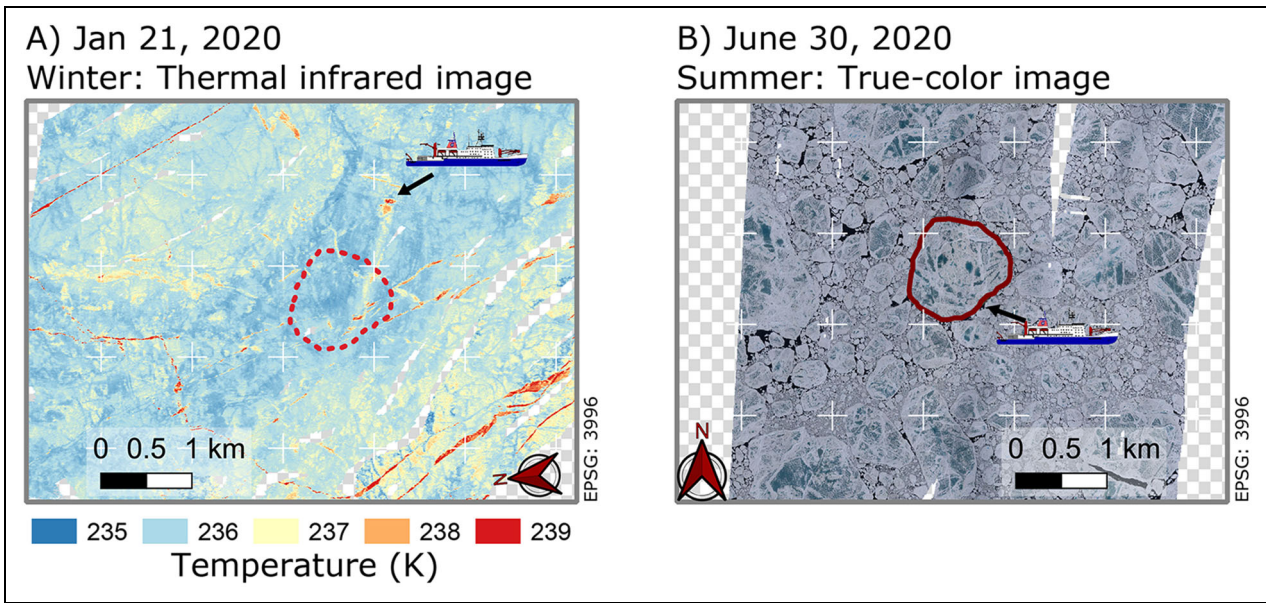 A) Jan 21, 2020
Winter: Thermal infrared image
0 0.5 1 km
N
EPSG: 3996
235 236 237 238 239
Temperature (K)
B) June 30, 2020
Summer: True-color image
N
0 0.5 1 km
EPSG: 3996